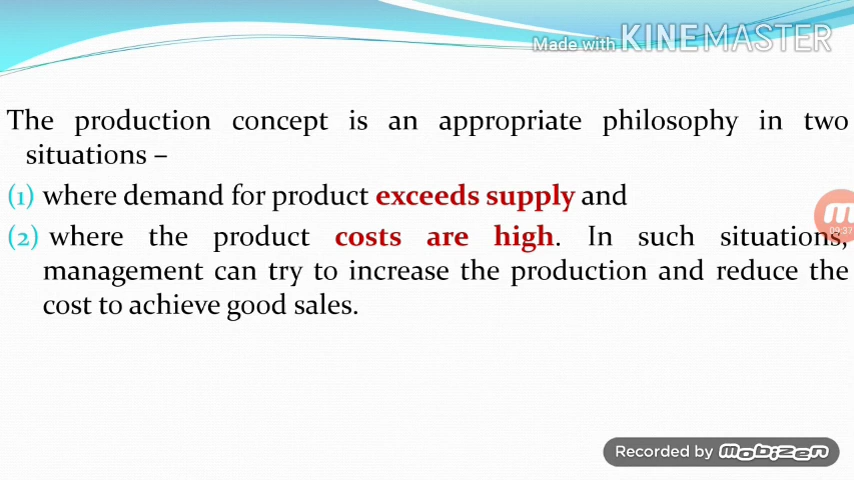 Made with KINEMASTER
The production concept is an appropriate philosophy in two
situations –
(1) where demand for product exceeds supply and
(2) where the product costs are high. In such situations,
management can try to increase the production and reduce the
cost to achieve good sales.
09:37
Recorded by mobizen